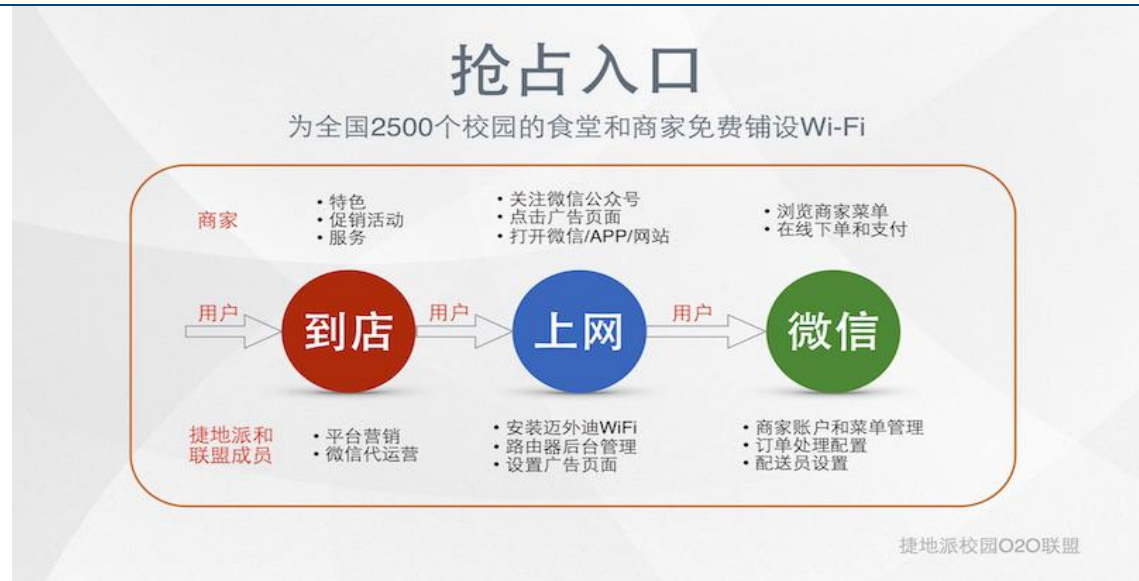 抢占入口
为全国2500个校园的食堂和商家免费铺设Wi-Fi
商家
• 特色
• 促销活动
• 服务
• 关注微信公众号
• 点击广告页面
• 打开微信/APP/网站
• 浏览商家菜单
• 在线下单和支付
用户
到店
用户
上网
用户
微信
捷地派和
联盟成员
• 平台营销
• 微信代运营
• 安装迈外迪WiFi
• 路由器后台管理
• 设置广告页面
• 商家账户和菜单管理
• 订单处理配置
• 配送员设置
捷地派校园O2O联盟